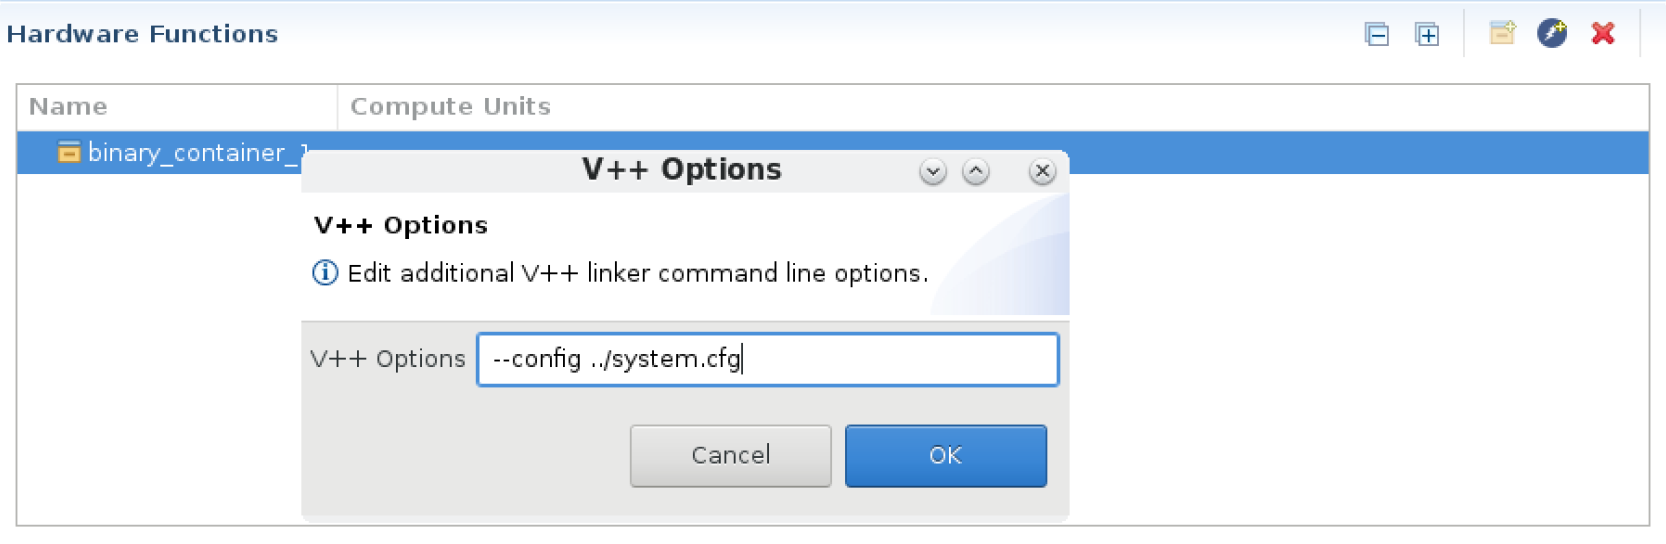 Hardware Functions
Name Compute Units
binary_container_
V++ Options
V++ Options
Edit additional V++ linker command line options.
V++ Options --config ../system.cfg
Cancel OK